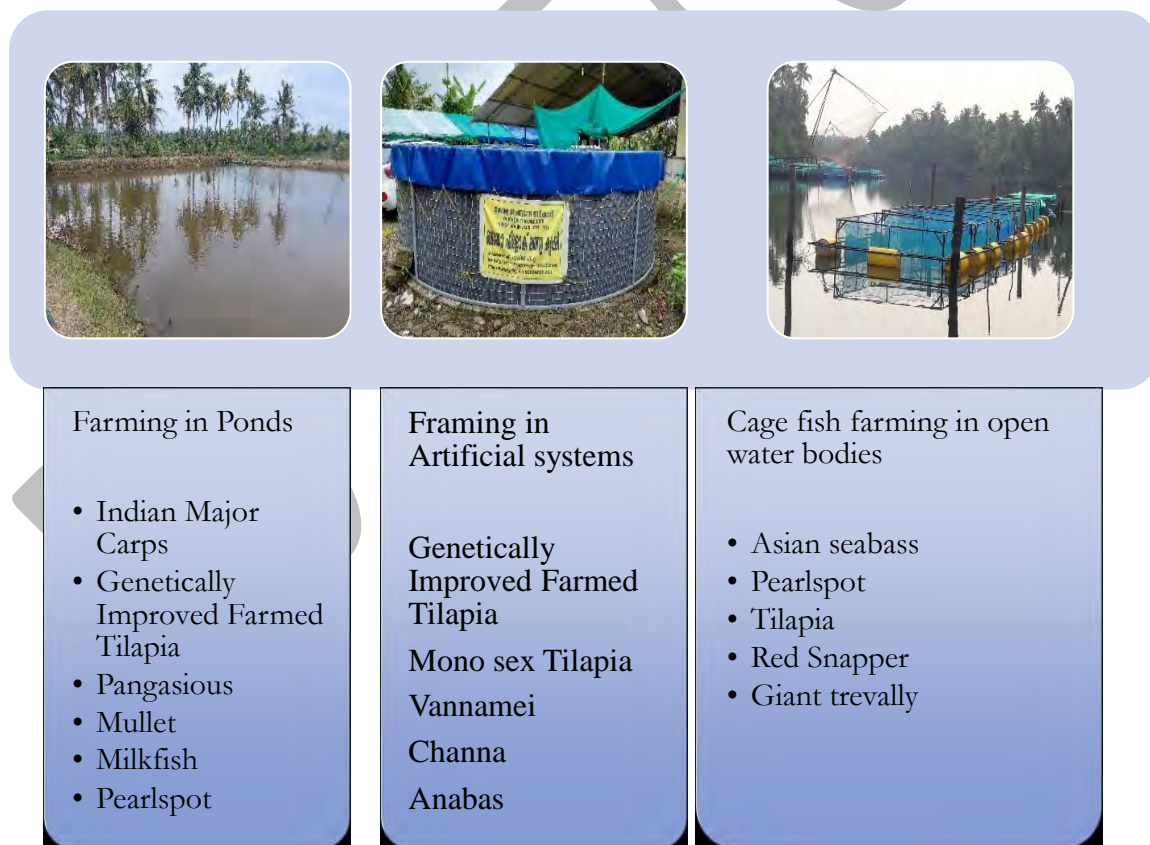 Farming in Ponds
• Indian Major
Carps
• Genetically
Improved Farmed
Tilapia
• Pangasious
• Mullet
• Milkfish
• Pearlspot
Framing in
Artificial systems
Genetically
Improved Farmed
Tilapia
Mono sex Tilapia
Vannamei
Channa
Anabas
Cage fish farming in open
water bodies
• Asian seabass
• Pearlspot
• Tilapia
• Red Snapper
• Giant trevally